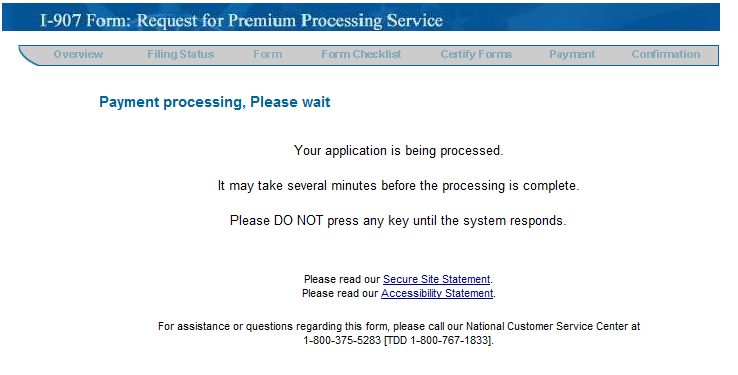 I-907 Form: Request for Premium Processing Service
Overview Filing Status Form Form Checklist Certify Forms Payment Confirmation
Payment processing, Please wait
Your application is being processed.
It may take several minutes before the processing is complete.
Please DO NOT press any key until the system responds.
Please read our Secure Site Statement.
Please read our Accessibility Statement.
For assistance or questions regarding this form, please call our National Customer Service Center at
1-800-375-5283 [TDD 1-800-767-1833].